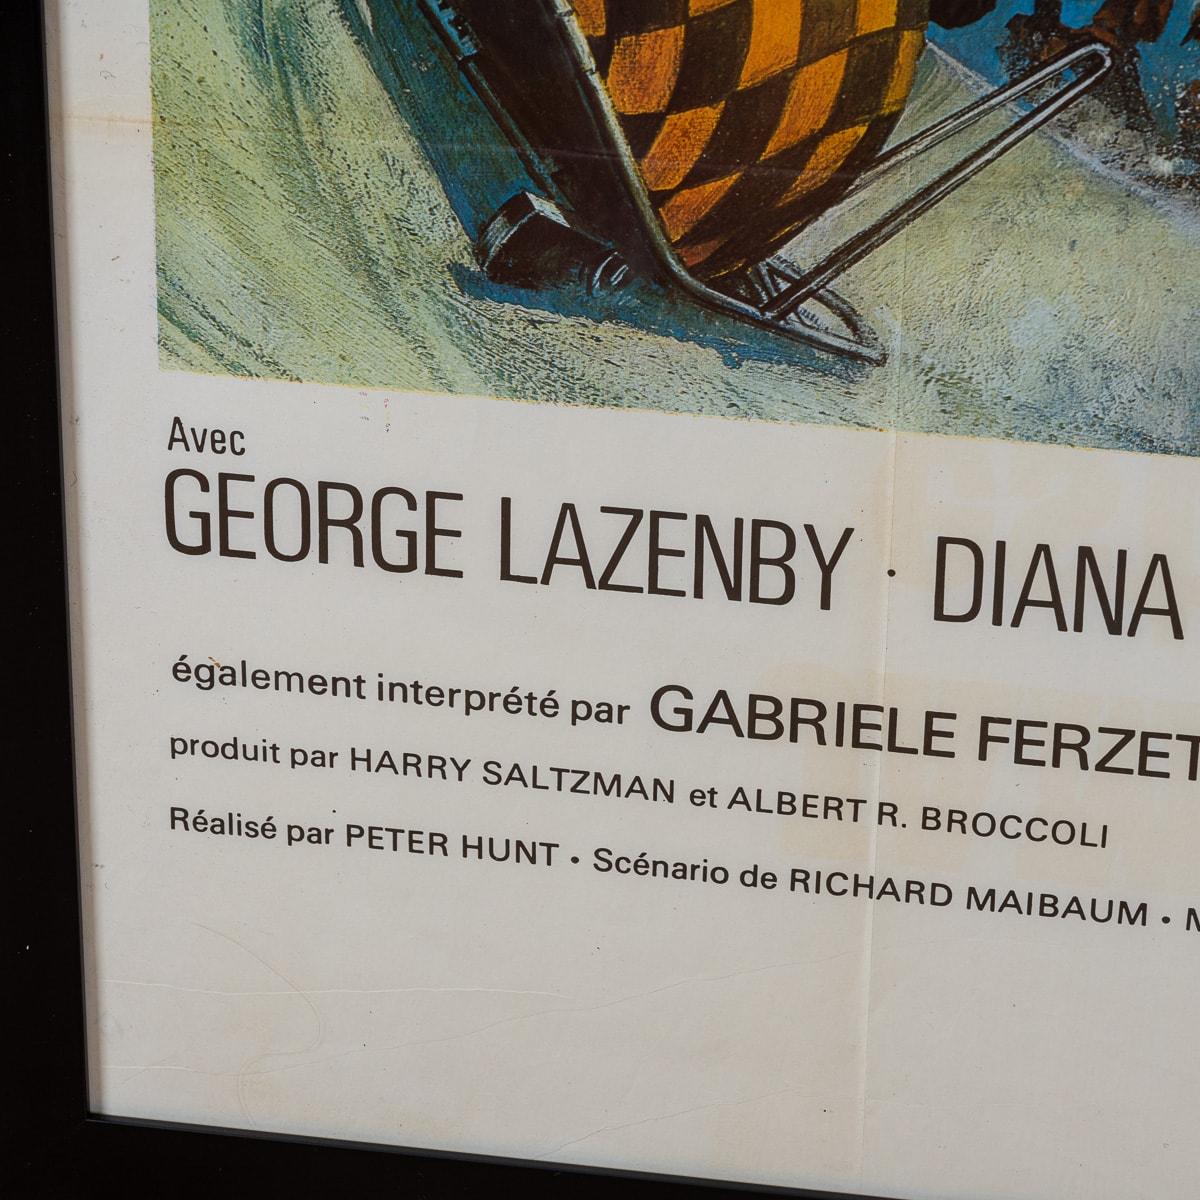 Avec
GEORGE LAZENBY · DIANA
également interprété par GABRIELE FERZET
produit par HARRY SALTZMAN et ALBERT R. BROCCOLI
Réalisé par PETER HUNT • Scénario de RICHARD MAIBAUM •